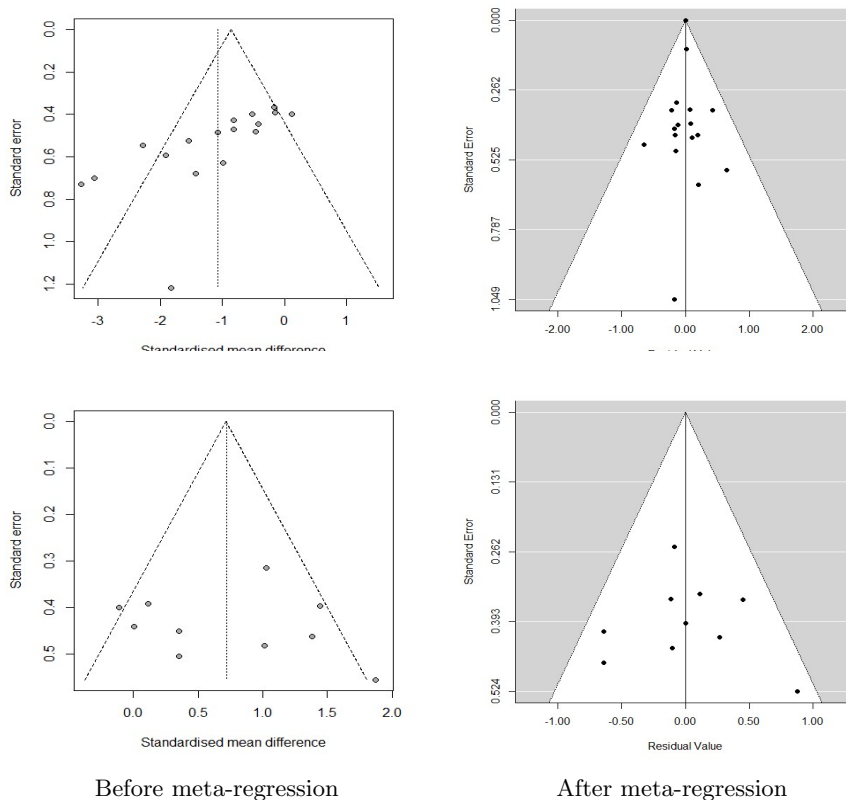 0.0
0.2
0.4
0.6
0.8
1.0
1.2
Standard error
-3 -2 -1 0 1
Standardised mean difference
0.000
0.262
0.525
0.787
1.049
Standard Error
-2.00 -1.00 0.00 1.00 2.00
0.0
0.1
0.2
0.3
0.4
0.5
Standard error
0.0 0.5 1.0 1.5 2.0
Standardised mean difference
0.000
0.131
0.262
0.393
0.524
Standard Error
-1.00 -0.50 0.00 0.50 1.00
Residual Value
Before meta-regression
After meta-regression